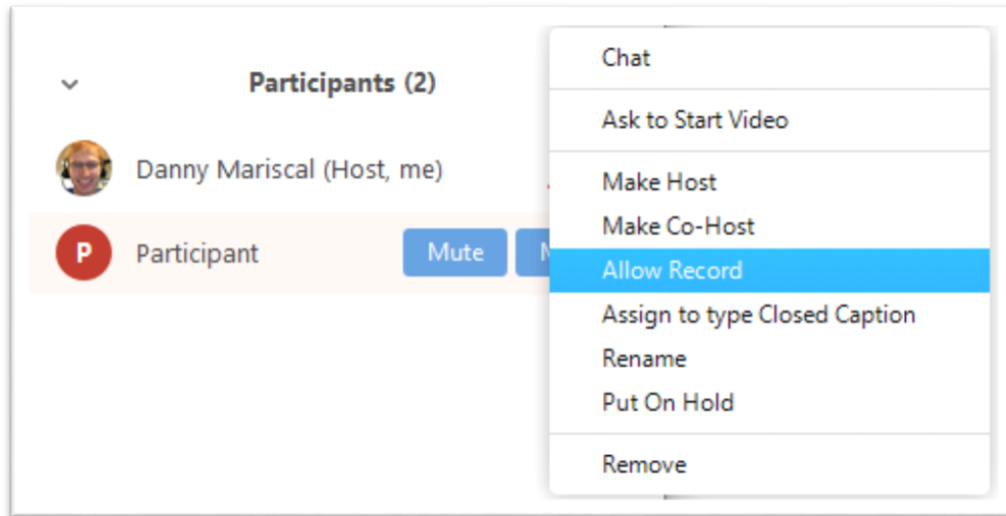 Participants (2)
Danny Mariscal (Host, me)
P Participant Mute
Chat
Ask to Start Video
Make Host
Make Co-Host
Allow Record
Assign to type Closed Caption
Rename
Put On Hold
Remove